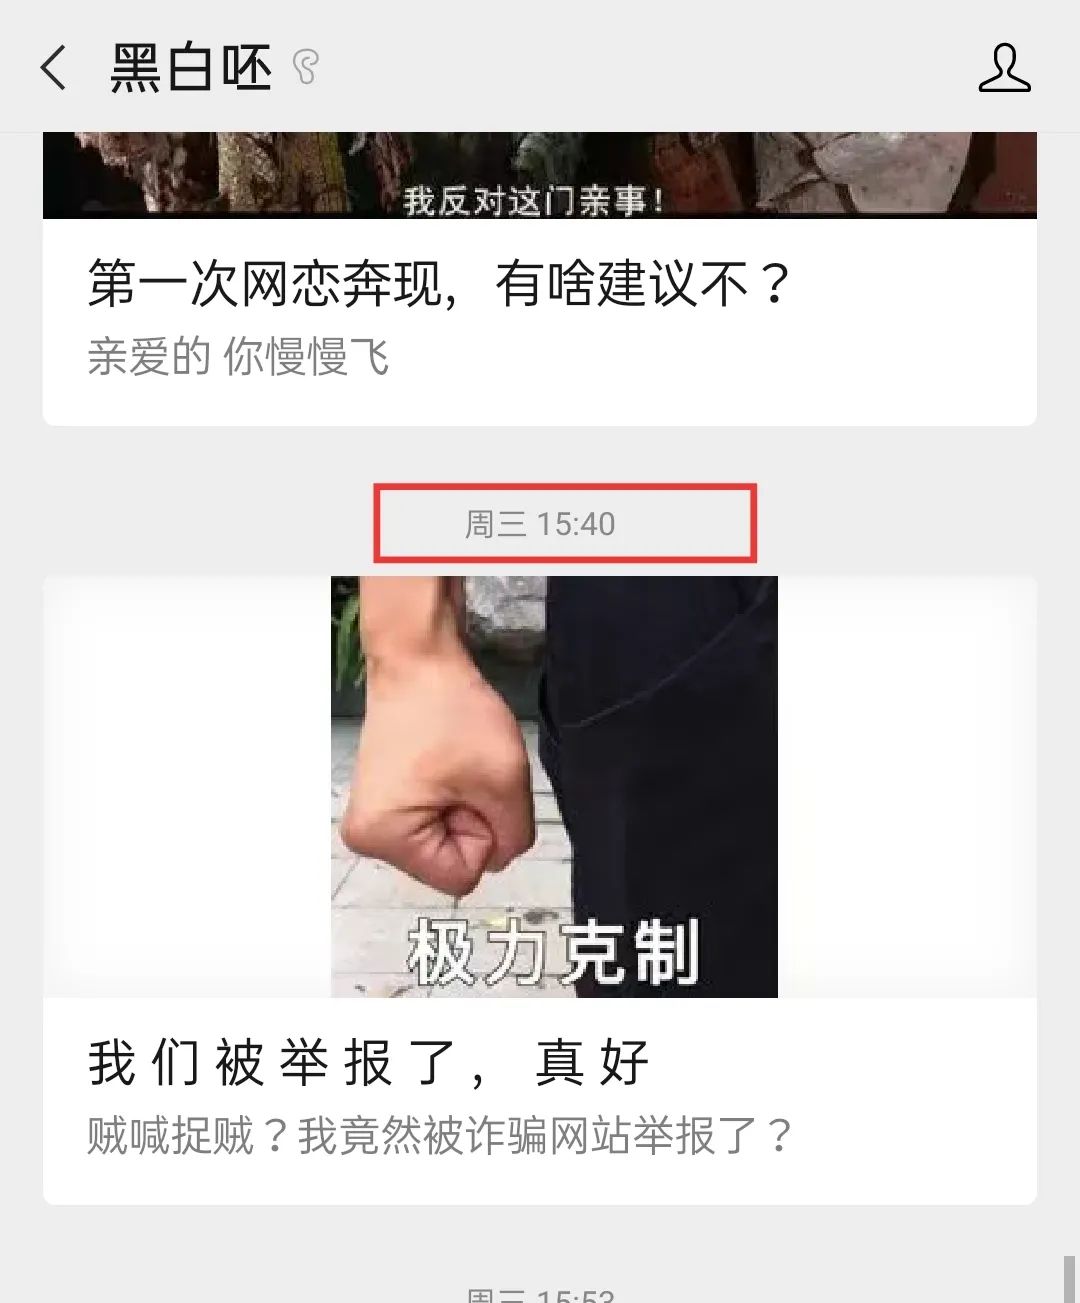 黑白呸
我反对这门亲事！
第一次网恋奔现，有啥建议不？
亲爱的 你慢慢飞
周三 15:40
极力克制
我们被举报了，真好
贼喊捉贼？我竟然被诈骗网站举报了？
周三 15:53